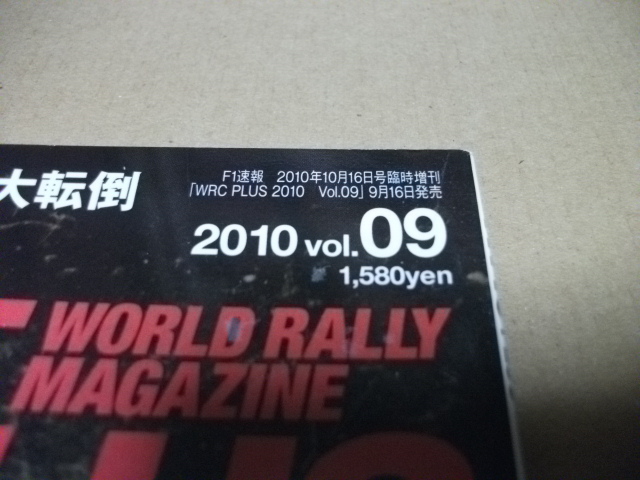 F1速報 2010年10月16日号臨時増刊
大転倒
「WRC PLUS 2010 Vol.09」9月16日発売
2010 vol.09
1,580yen
WORLD RALLY
MAGAZINE